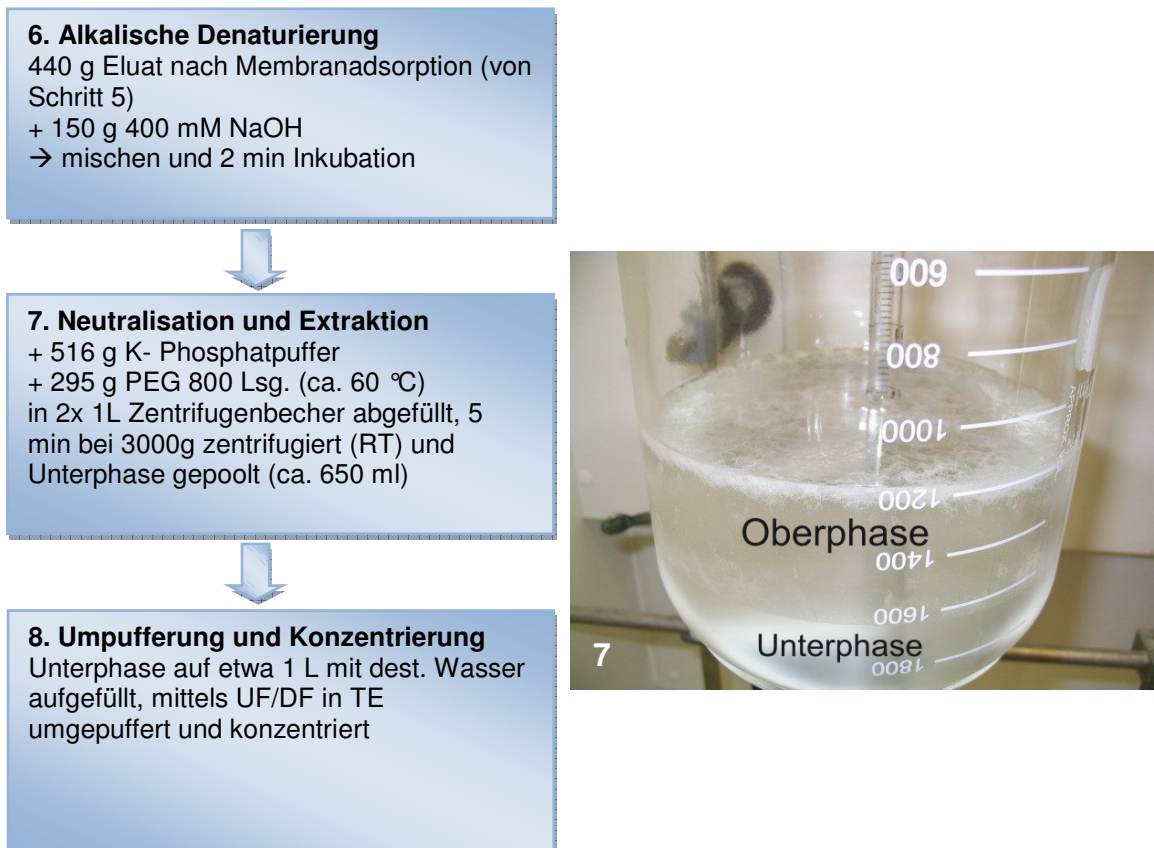 6. Alkalische Denaturierung
440 g Eluat nach Membranadsorption (von
Schritt 5)
+ 150 g 400 mM NaOH
→ mischen und 2 min Inkubation
7. Neutralisation und Extraktion
+ 516 g K- Phosphatpuffer
+ 295 g PEG 800 Lsg. (ca. 60 °C)
in 2x 1L Zentrifugenbecher abgefüllt, 5
min bei 3000g zentrifugiert (RT) und
Unterphase gepoolt (ca. 650 ml)
8. Umpufferung und Konzentrierung
Unterphase auf etwa 1 L mit dest. Wasser
aufgefüllt, mittels UF/DF in TE
umgepuffert und konzentriert
600
800
1000
1200
Oberphase
1400
1600
Unterphase
1800
7
APPROX